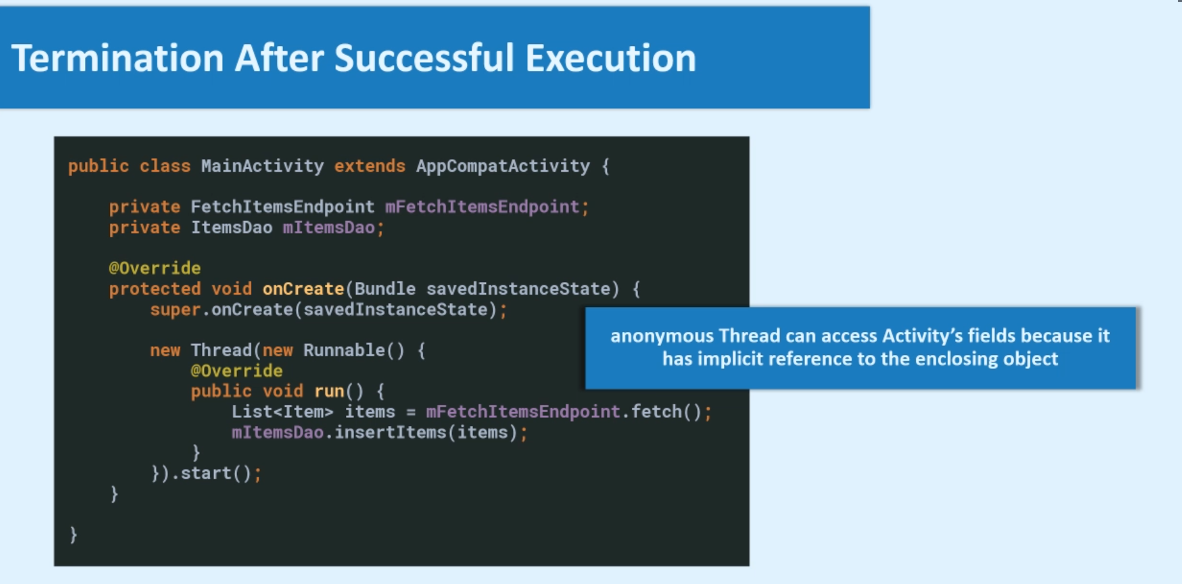 Termination After Successful Execution
public class MainActivity extends AppCompatActivity {
private FetchItemsEndpoint mFetchItemsEndpoint;
private ItemsDao mItemsDao;
@Override
protected void onCreate(Bundle savedInstanceState) {
super.onCreate(savedInstanceState);
new Thread(new Runnable() {
@Override
public void run() {
List<Item> items = mFetchItemsEndpoint.fetch();
mItemsDao.insertItems(items);
}
}).start();
}
}
anonymous Thread can access Activity’s fields because it
has implicit reference to the enclosing object